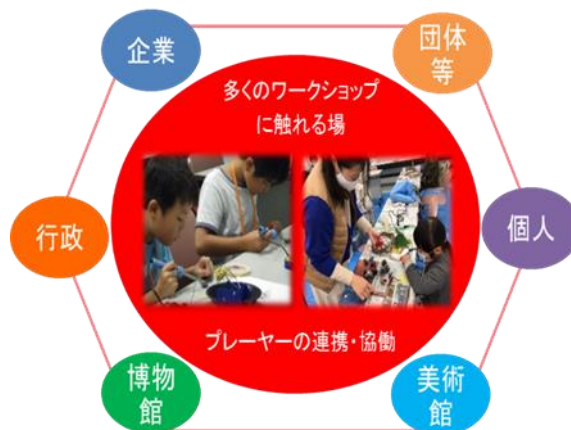 企業
団体
等
多くのワークショップ
に触れる場
行政
個人
プレーヤーの連携・協働
博物
館
美術
館